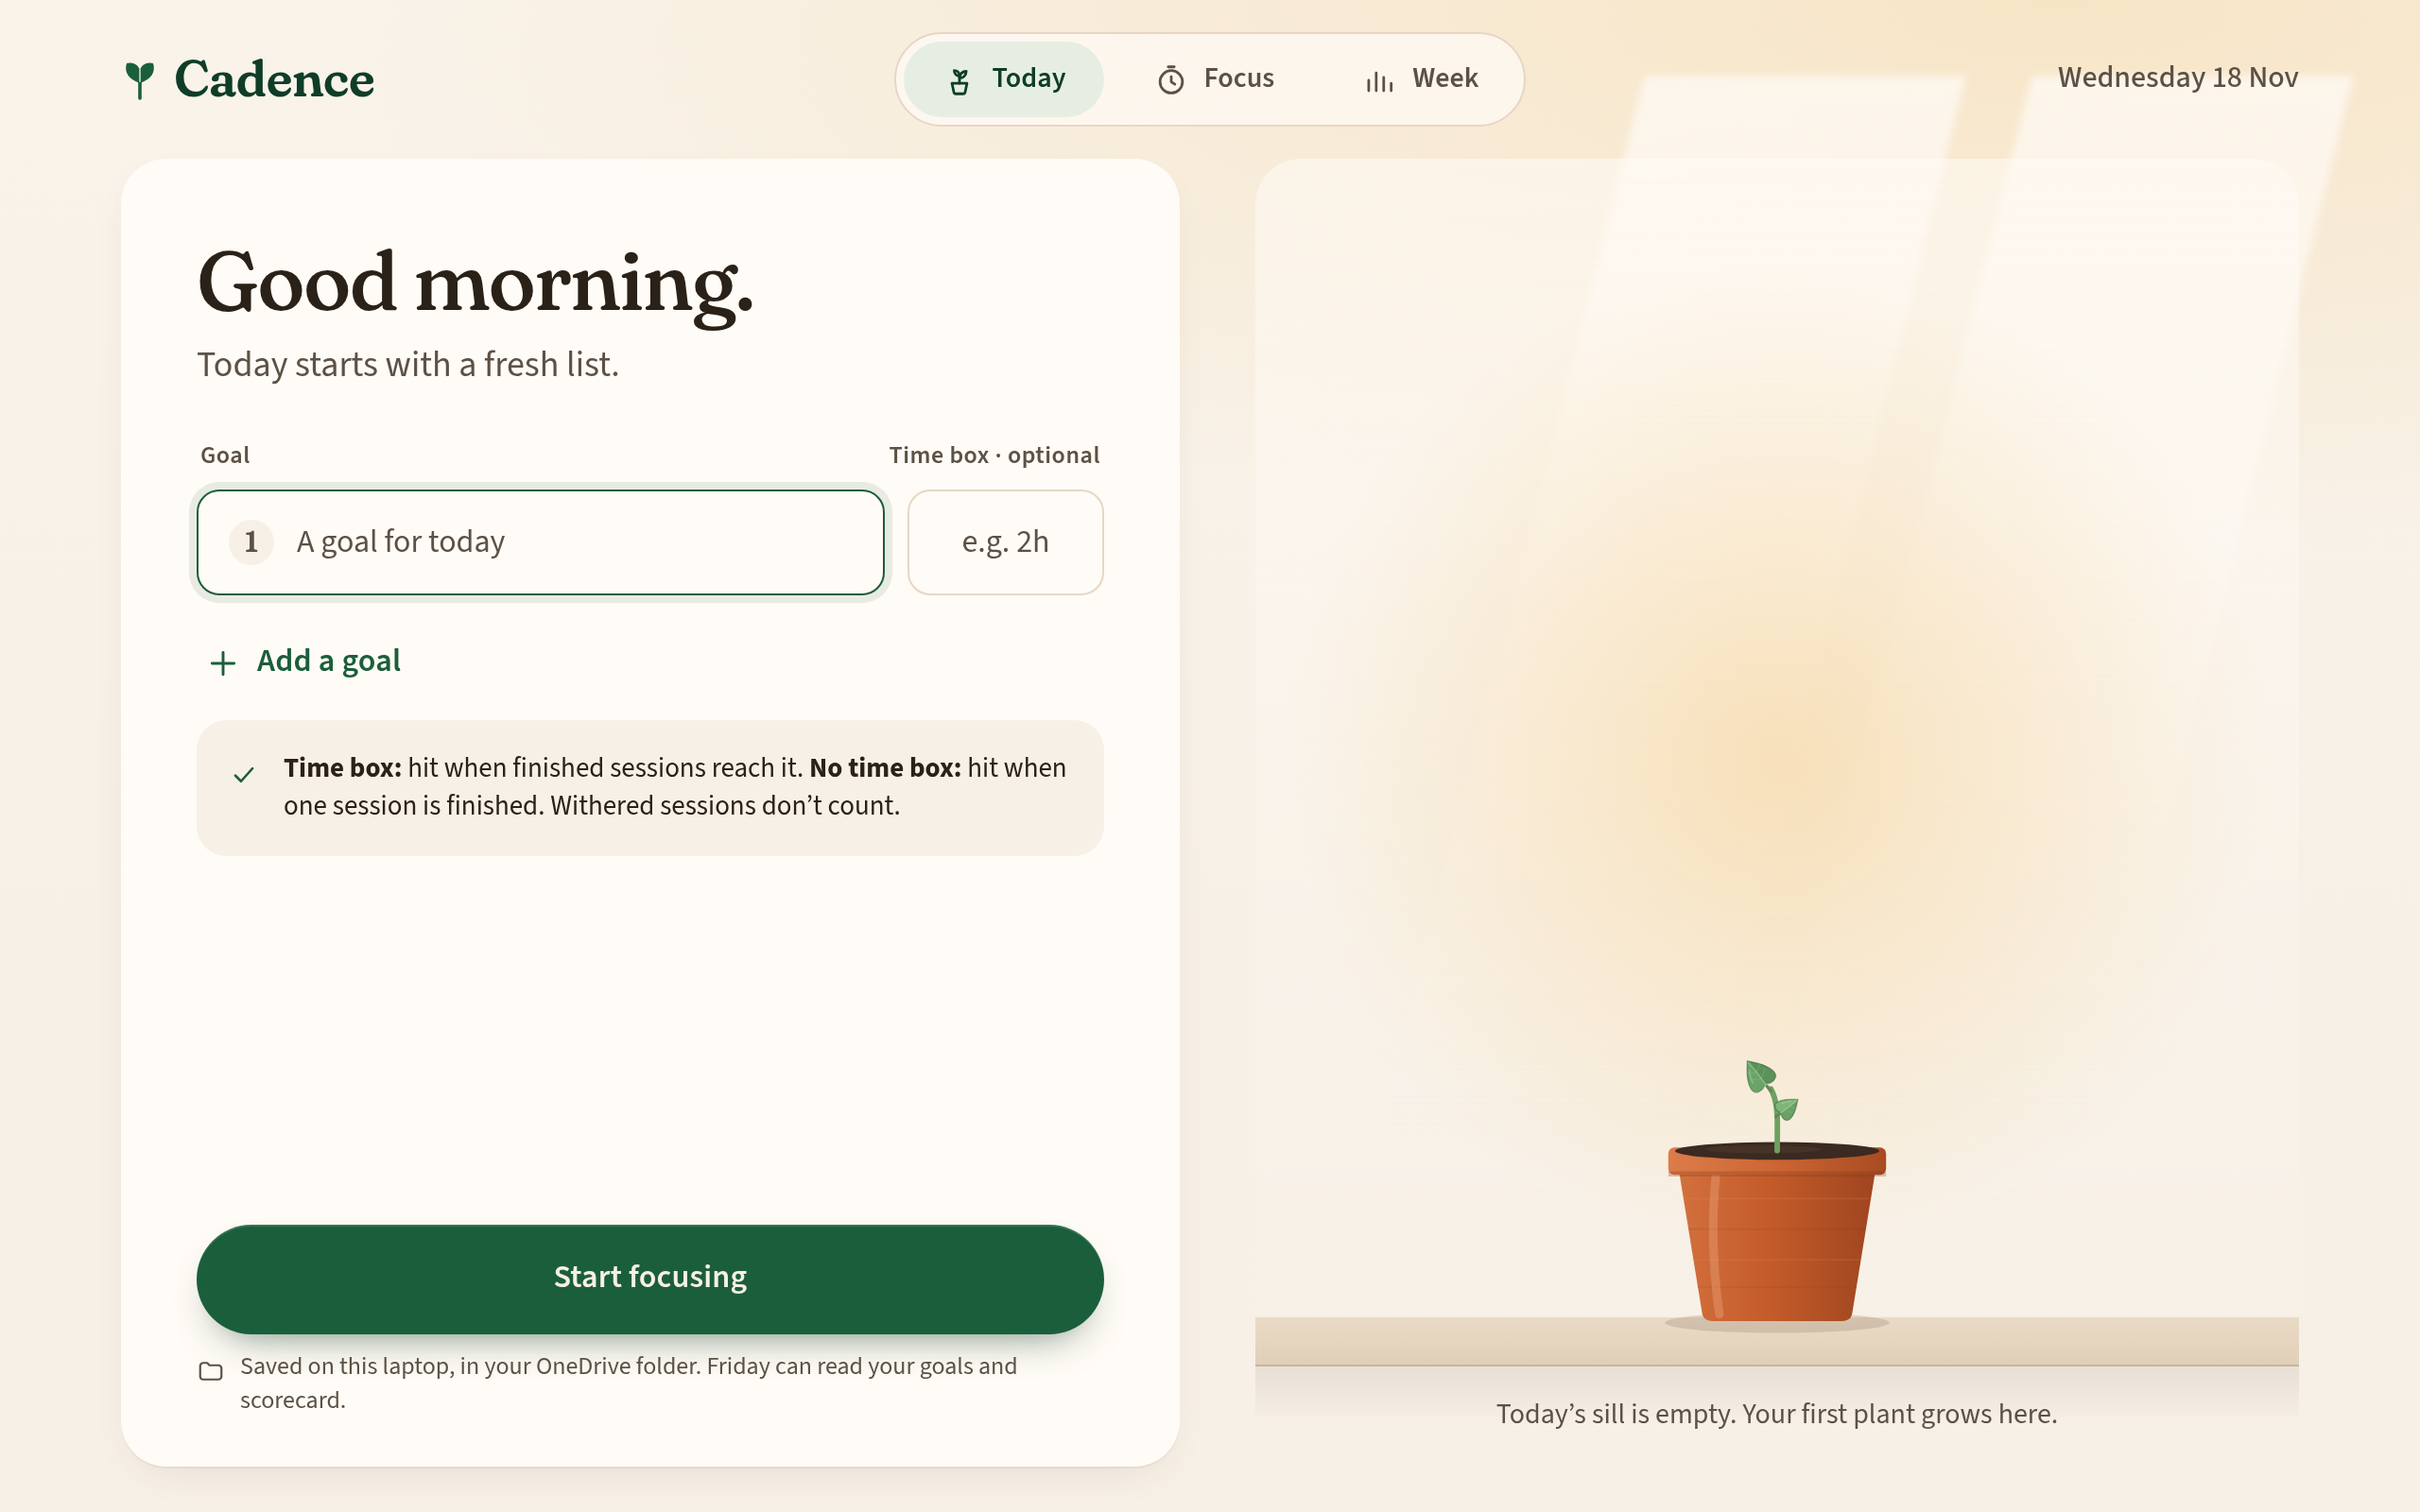 Cadence
Today
Focus
Week
Wednesday 18 Nov
Good morning.
Today starts with a fresh list.
Goal
Time box · optional
1 A goal for today
e.g. 2h
Add a goal
Time box: hit when finished sessions reach it. No time box: hit when
one session is finished. Withered sessions don’t count.
Start focusing
Saved on this laptop, in your OneDrive folder. Friday can read your goals and
scorecard.
Today’s sill is empty. Your first plant grows here.